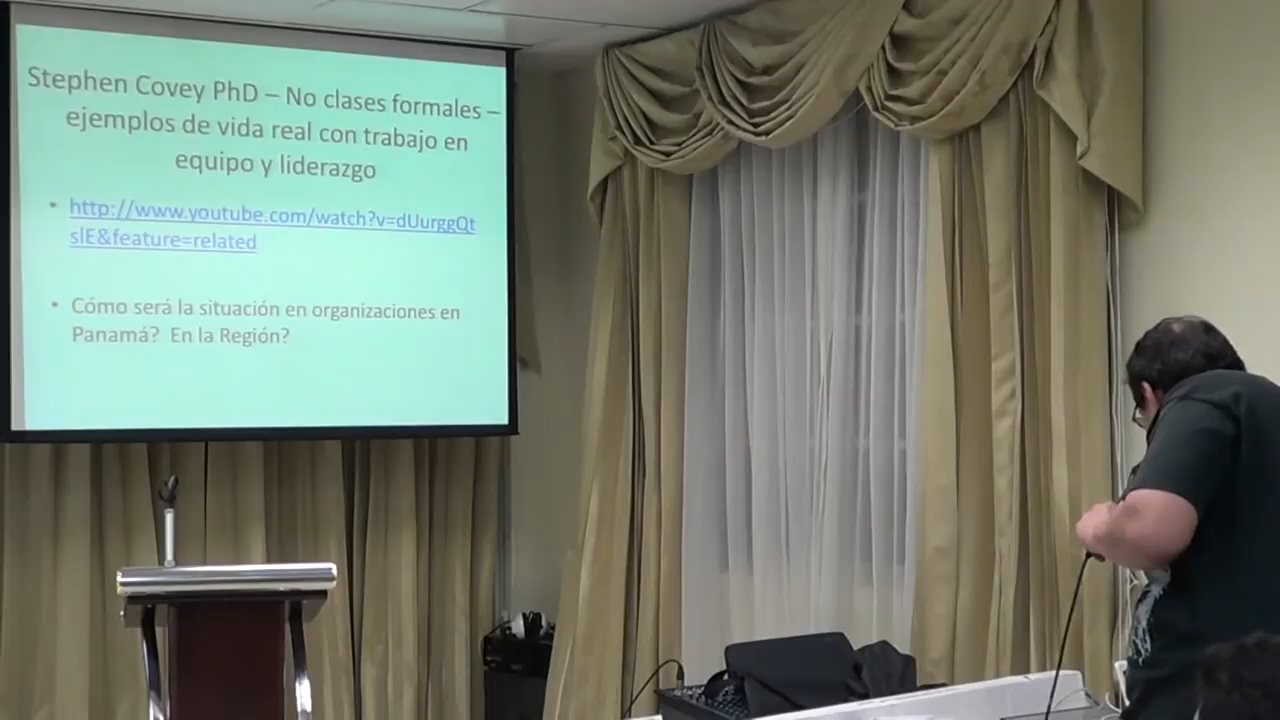 Stephen Covey PhD – No clases formales –
ejemplos de vida real con trabajo en
equipo y liderazgo
• http://www.youtube.com/watch?v=dUurggQt
slE&feature=related
• Cómo será la situación en organizaciones en
Panamá? En la Región?